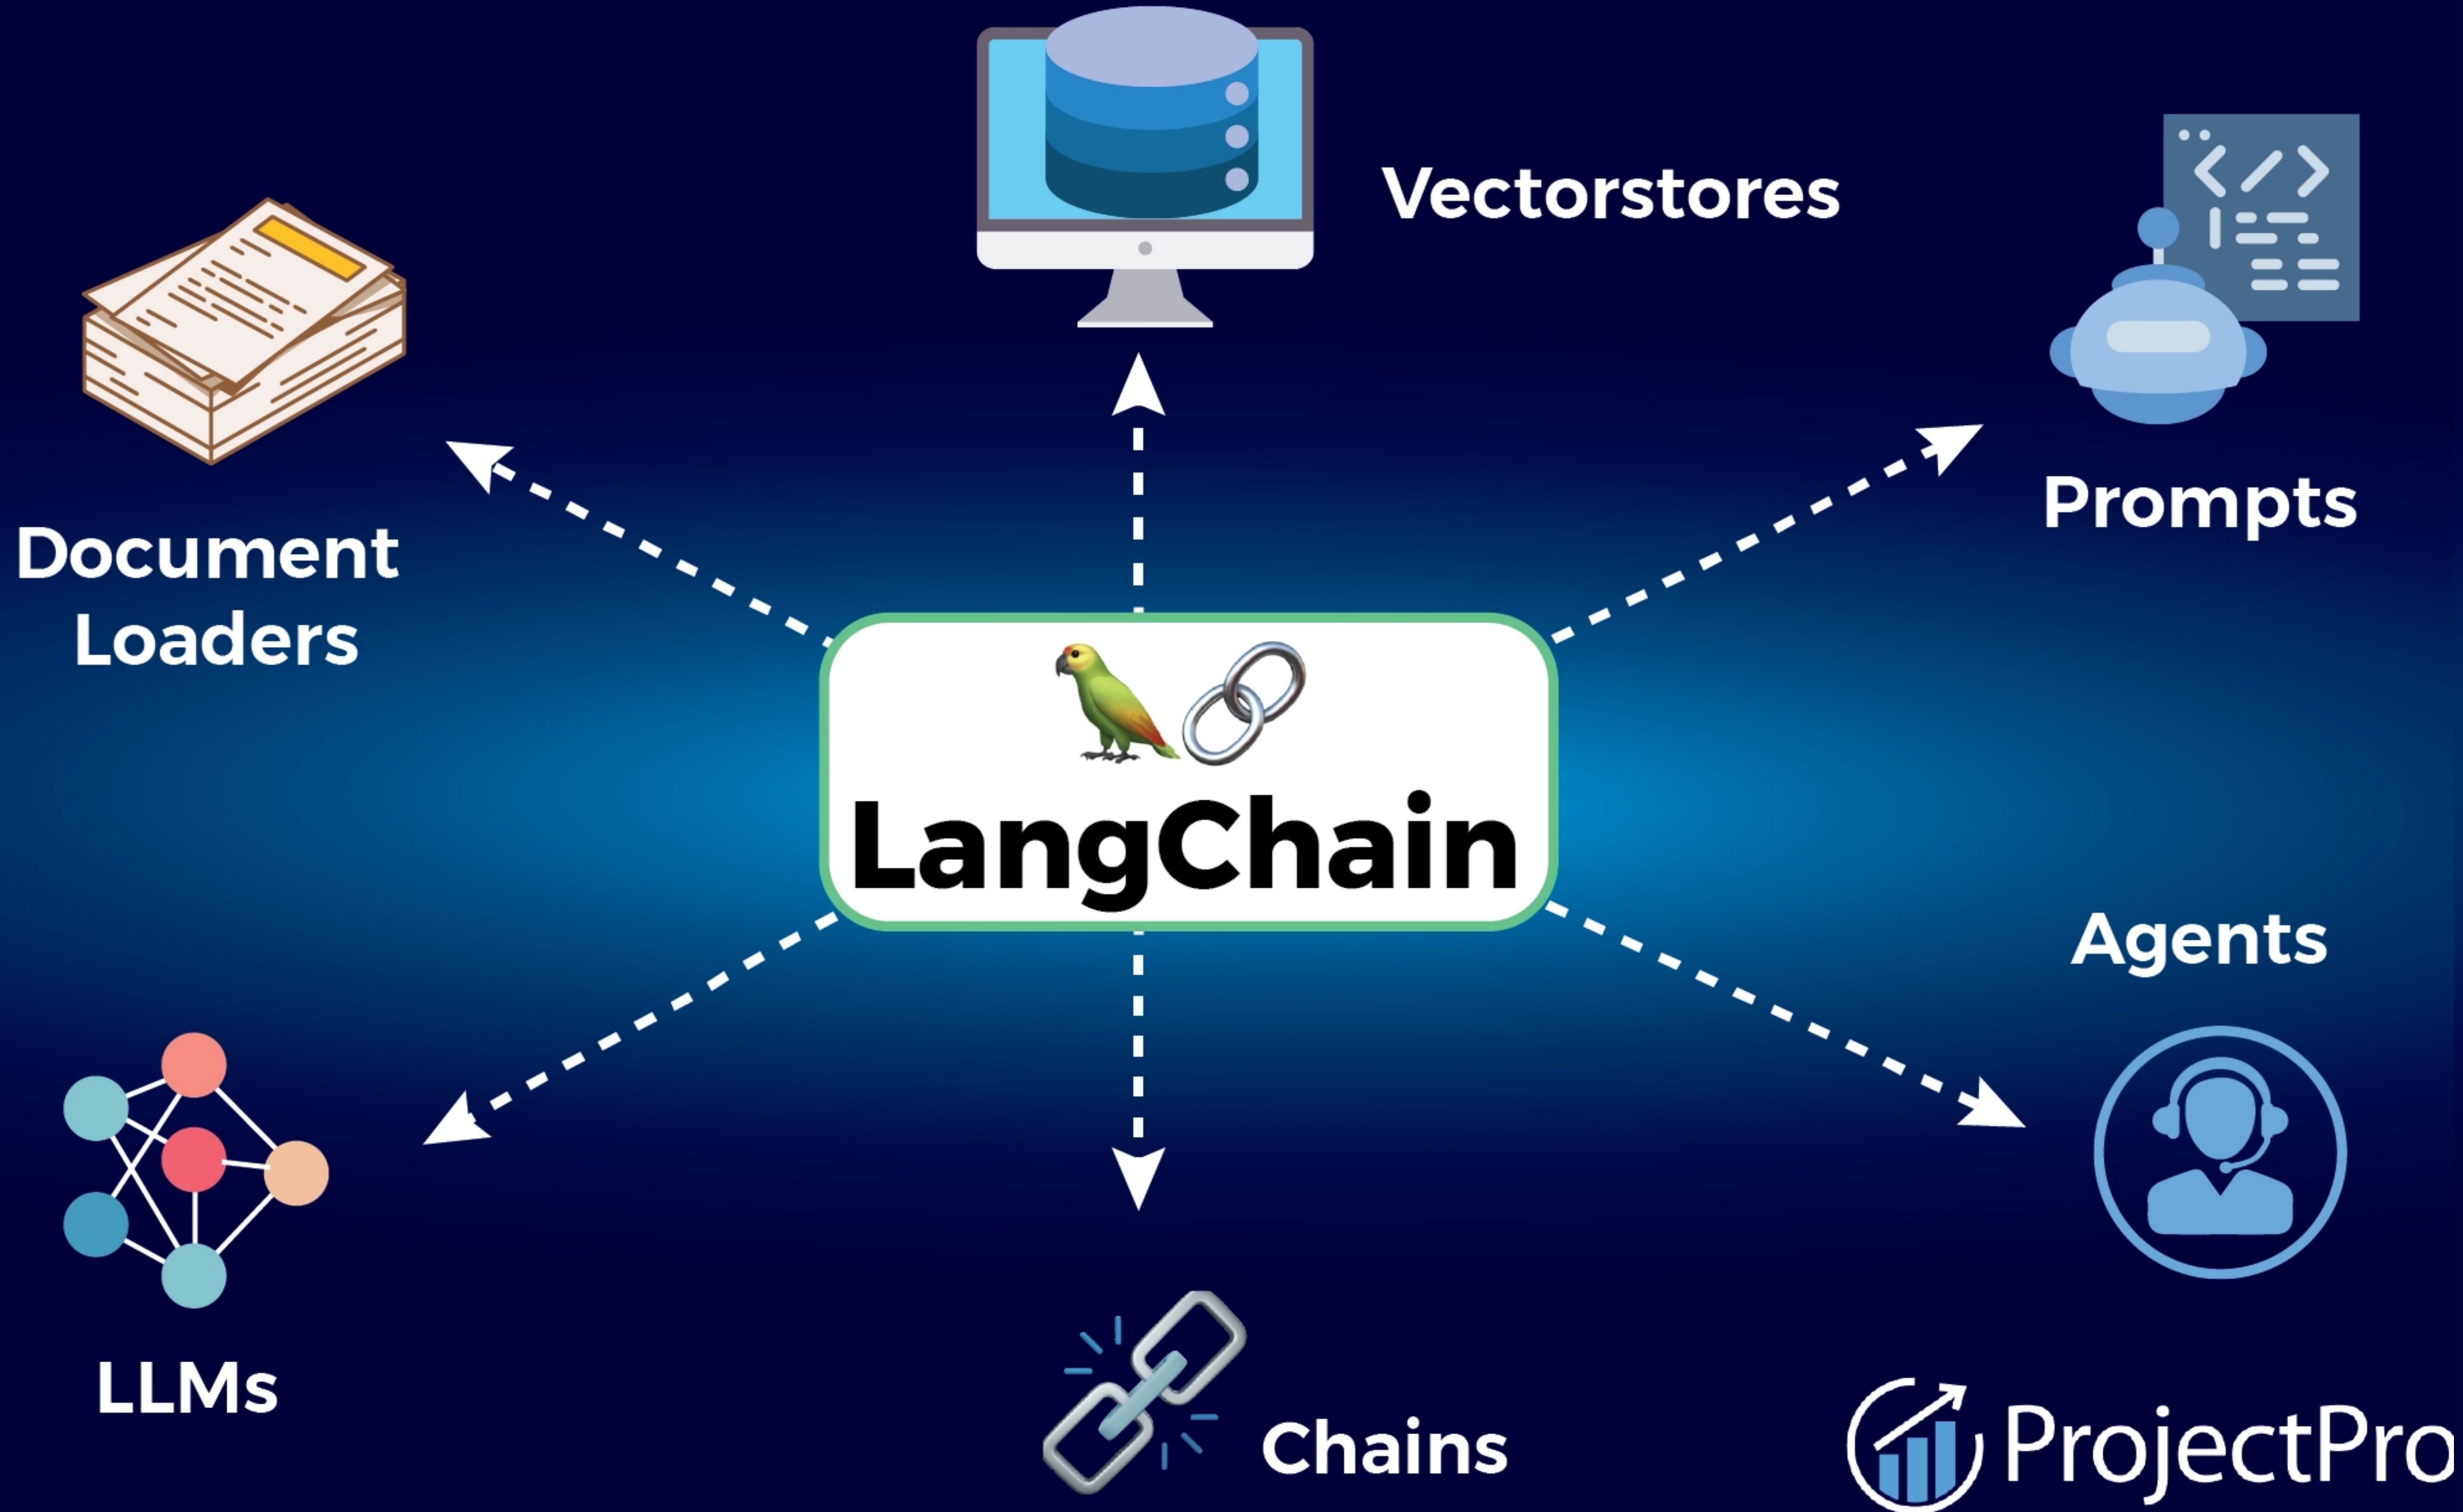 Vectorstores
Prompts
Document
Loaders
LangChain
Agents
LLMs
Chains
ProjectPro